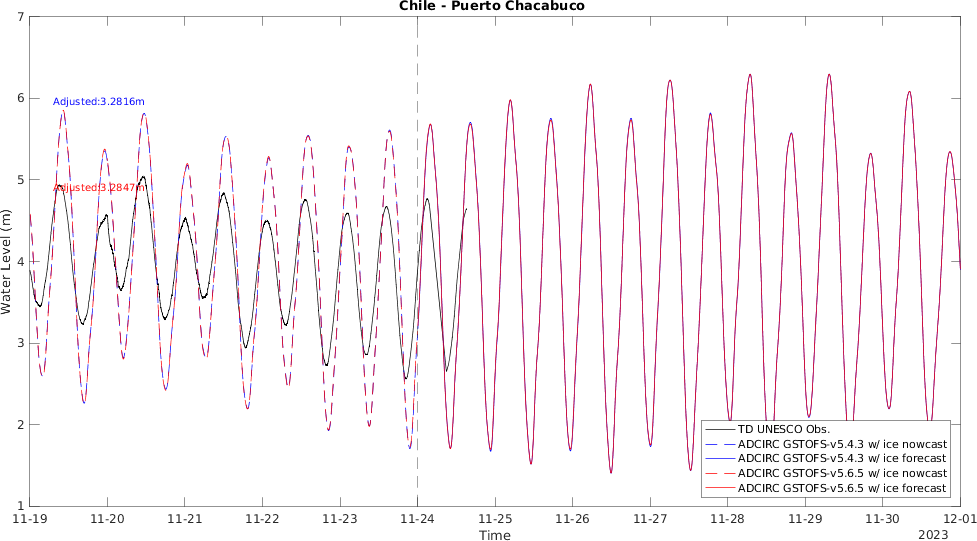 Chile - Puerto Chacabuco
7
6
5
4
3
2
1
Water Level (m)
Adjusted:3.2816m
Adjusted:3.2847m
TD UNESCO Obs.
ADCIRC GSTOFS-v5.4.3 w/ ice nowcast
ADCIRC GSTOFS-v5.4.3 w/ ice forecast
ADCIRC GSTOFS-v5.6.5 w/ ice nowcast
ADCIRC GSTOFS-v5.6.5 w/ ice forecast
11-19 11-20 11-21 11-22 11-23 11-24 11-25 11-26 11-27 11-28 11-29 11-30 12-01
Time
2023